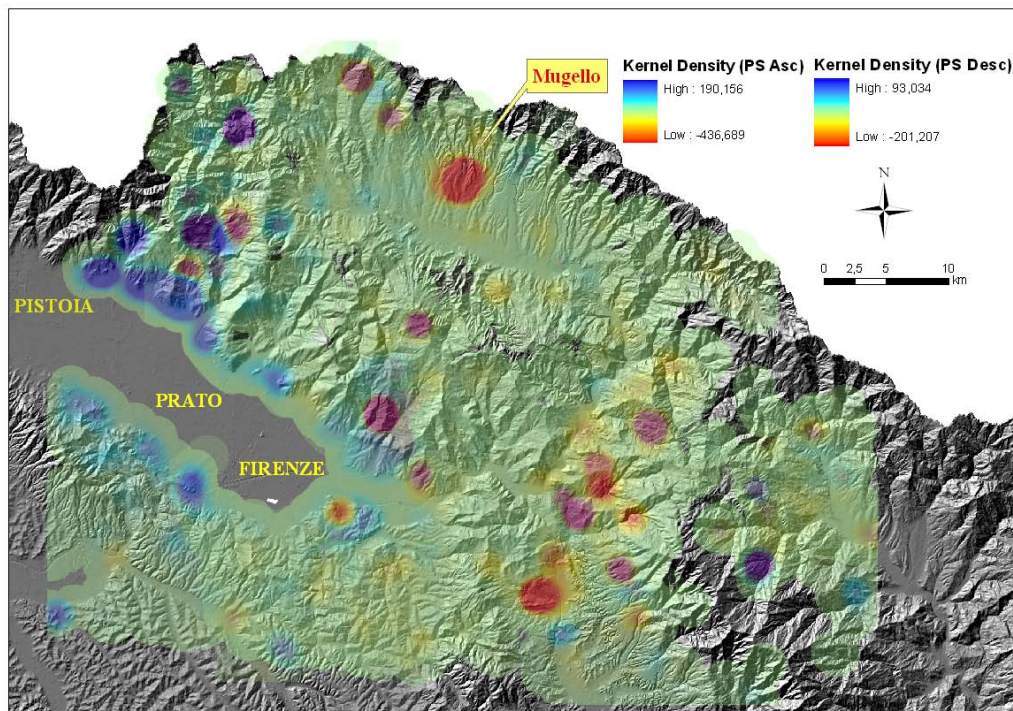 Mugello
Kernel Density (PS Asc)
High : 190,156
Low : -436,689
Kernel Density (PS Desc)
High : 93,034
Low : -201,207
N
0 2,5 5 10
km
PISTOIA
PRATO
FIRENZE